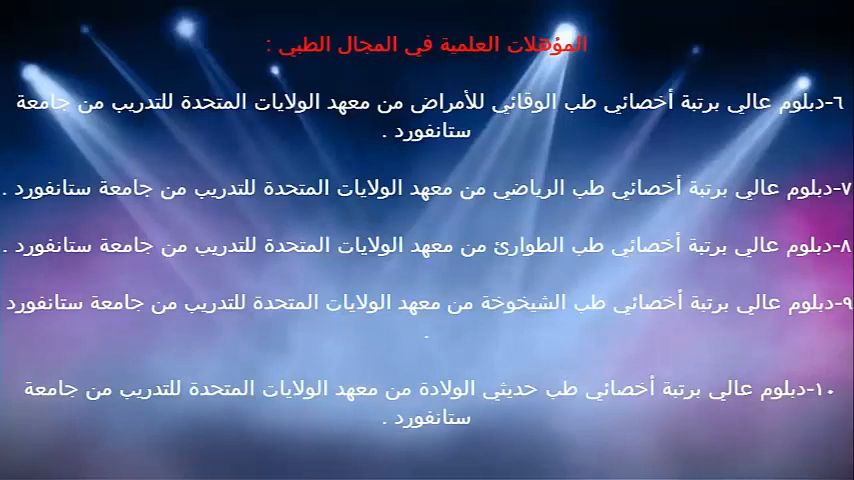 المؤهلات العلمية في المجال الطبي :
٦-دبلوم عالي برتبة أخصائي طب الوقائي للأمراض من معهد الولايات المتحدة للتدريب من جامعة
ستانفورد .
٧-دبلوم عالي برتبة أخصائي طب الرياضي من معهد الولايات المتحدة للتدريب من جامعة ستانفورد .
٨-دبلوم عالي برتبة أخصائي طب الطوارئ من معهد الولايات المتحدة للتدريب من جامعة ستانفورد .
٩-دبلوم عالي برتبة أخصائي طب الشيخوخة من معهد الولايات المتحدة للتدريب من جامعة ستانفورد
.
١٠-دبلوم عالي برتبة أخصائي طب حديثي الولادة من معهد الولايات المتحدة للتدريب من جامعة
ستانفورد .